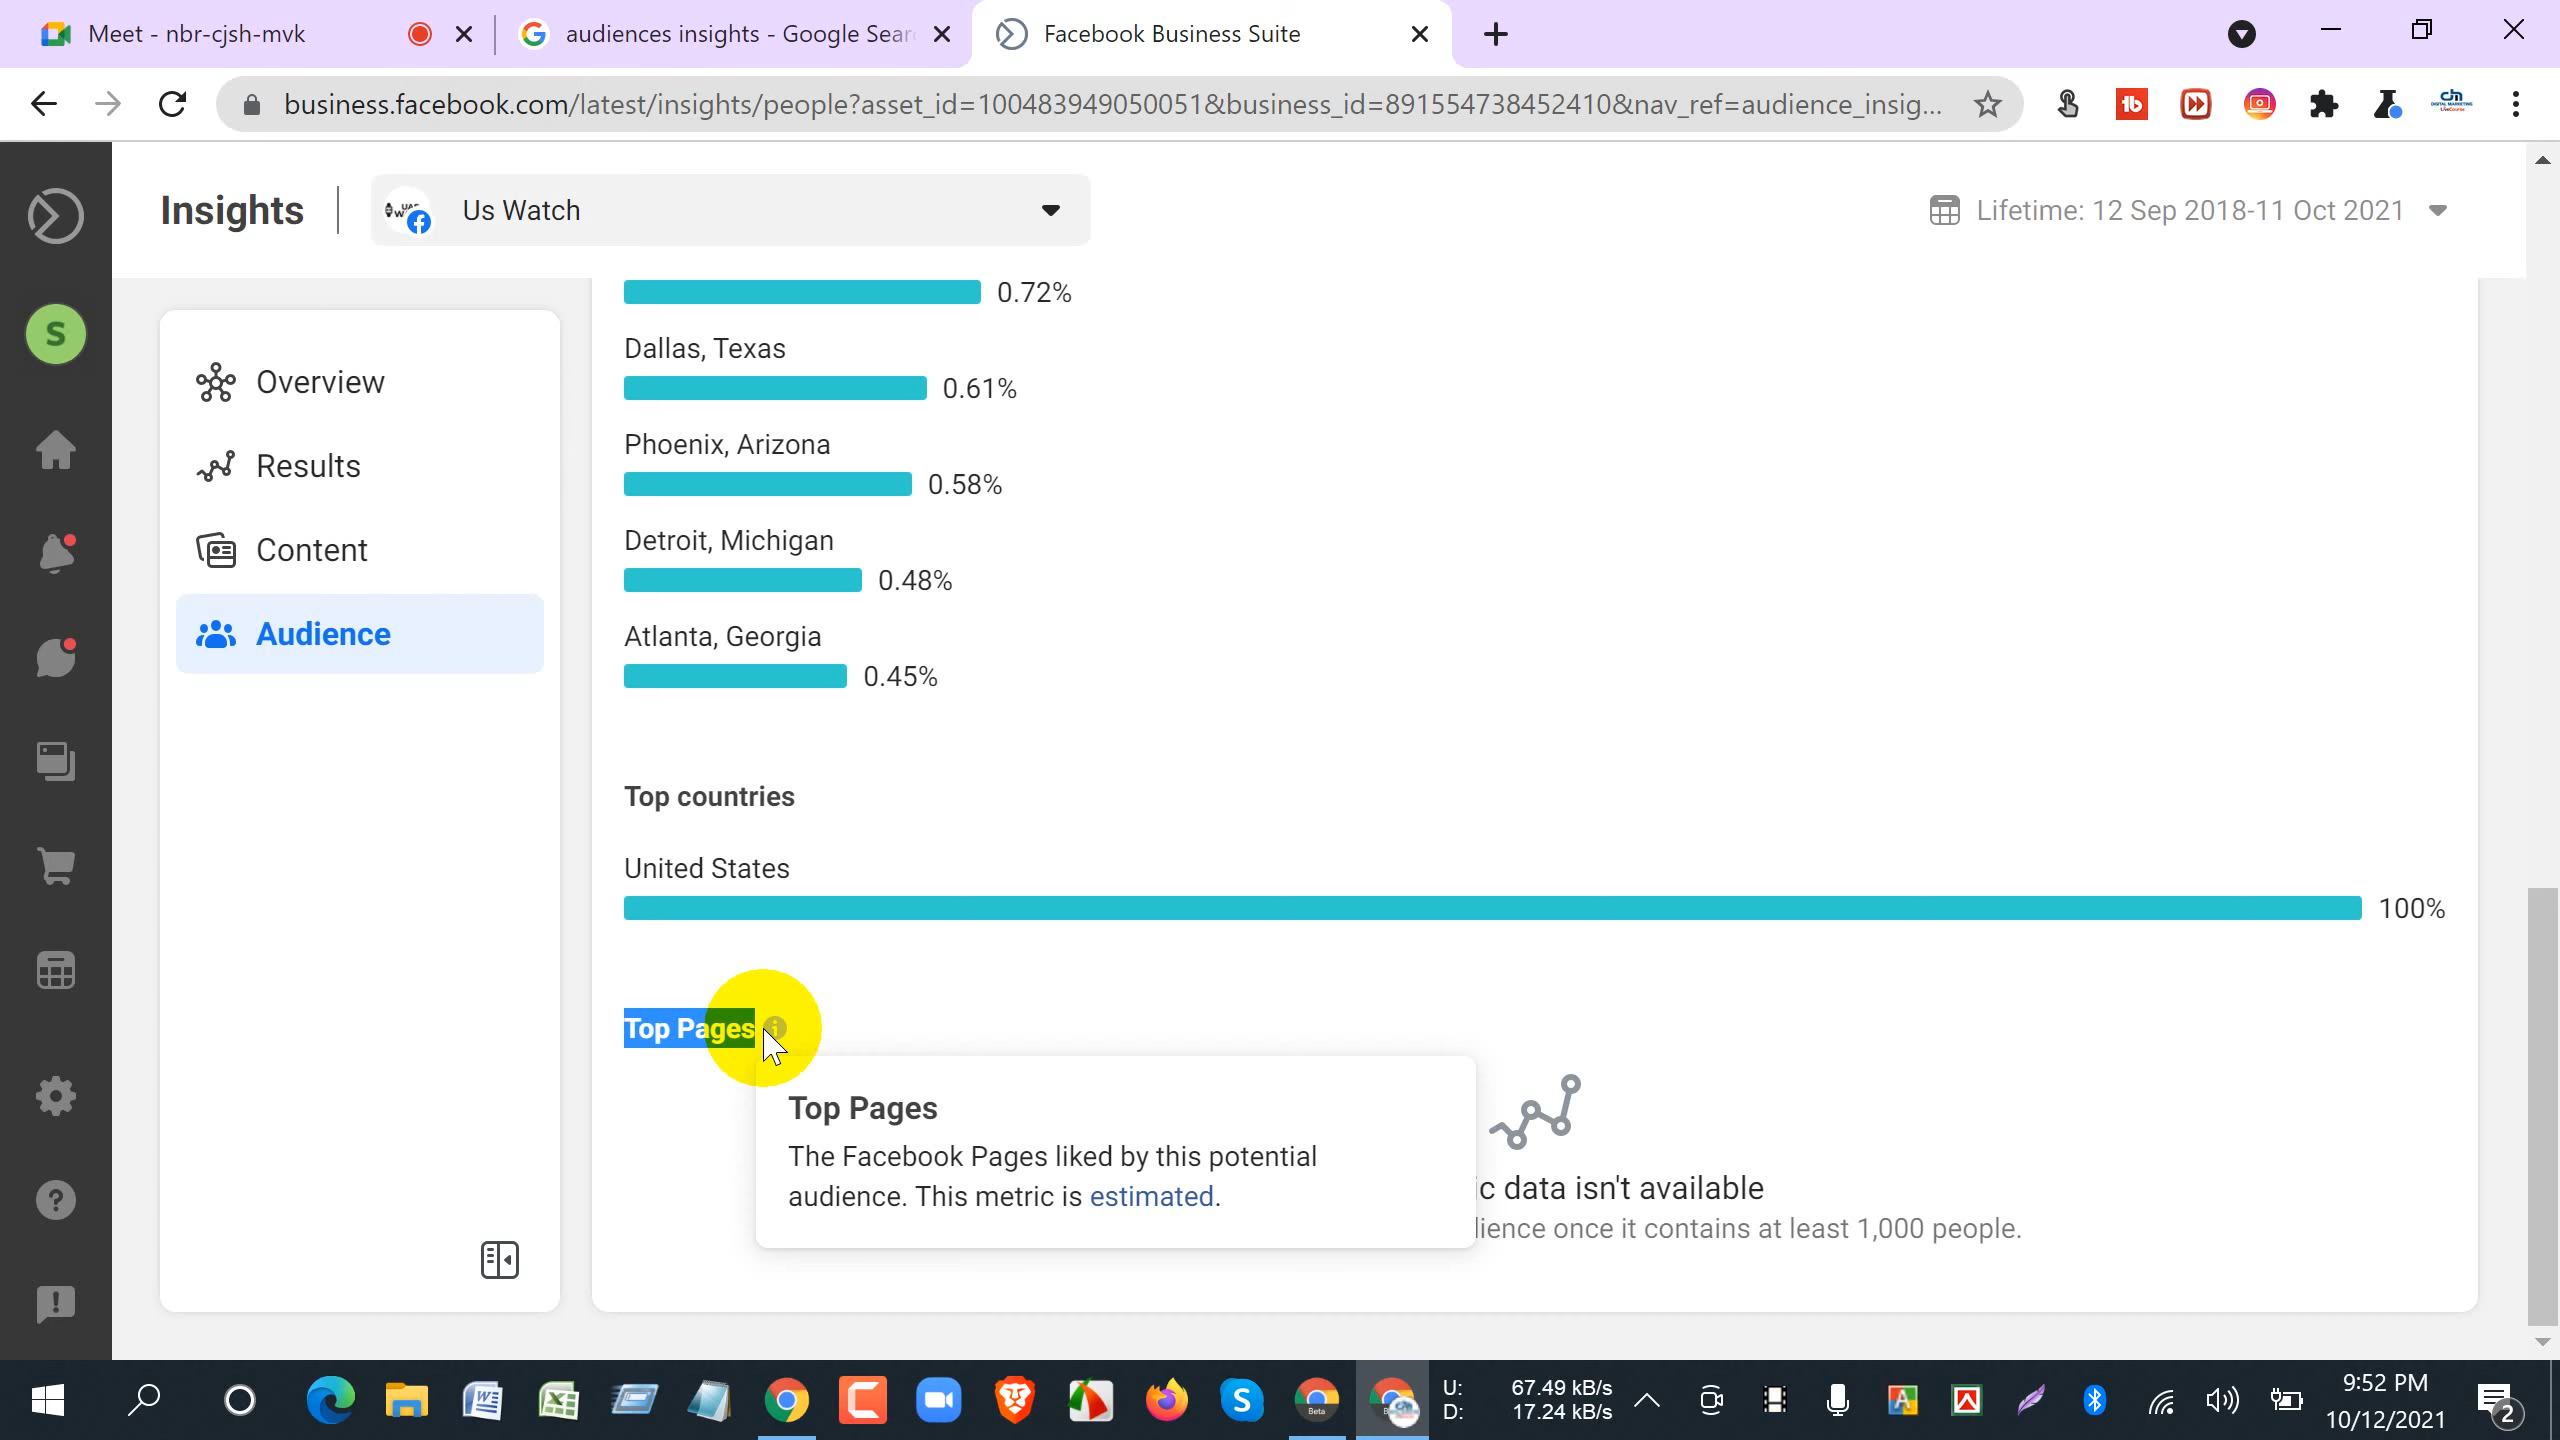 Meet - nbr-cjsh-mvk
audiences insights - Google Sear
Facebook Business Suite
business.facebook.com/latest/insights/people?asset_id=100483949050051&business_id=891554738452410&nav_ref=audience_insig...
Insights
Us Watch
Lifetime: 12 Sep 2018-11 Oct 2021
S
Overview
Results
Content
Audience
0.72%
Dallas, Texas
0.61%
Phoenix, Arizona
0.58%
Detroit, Michigan
0.48%
Atlanta, Georgia
0.45%
Top countries
United States
100%
Top Pages
Top Pages
The Facebook Pages liked by this potential
audience. This metric is estimated.
c data isn't available
lience once it contains at least 1,000 people.
U: 67.49 kB/s
D: 17.24 kB/s
9:52 PM
10/12/2021
2